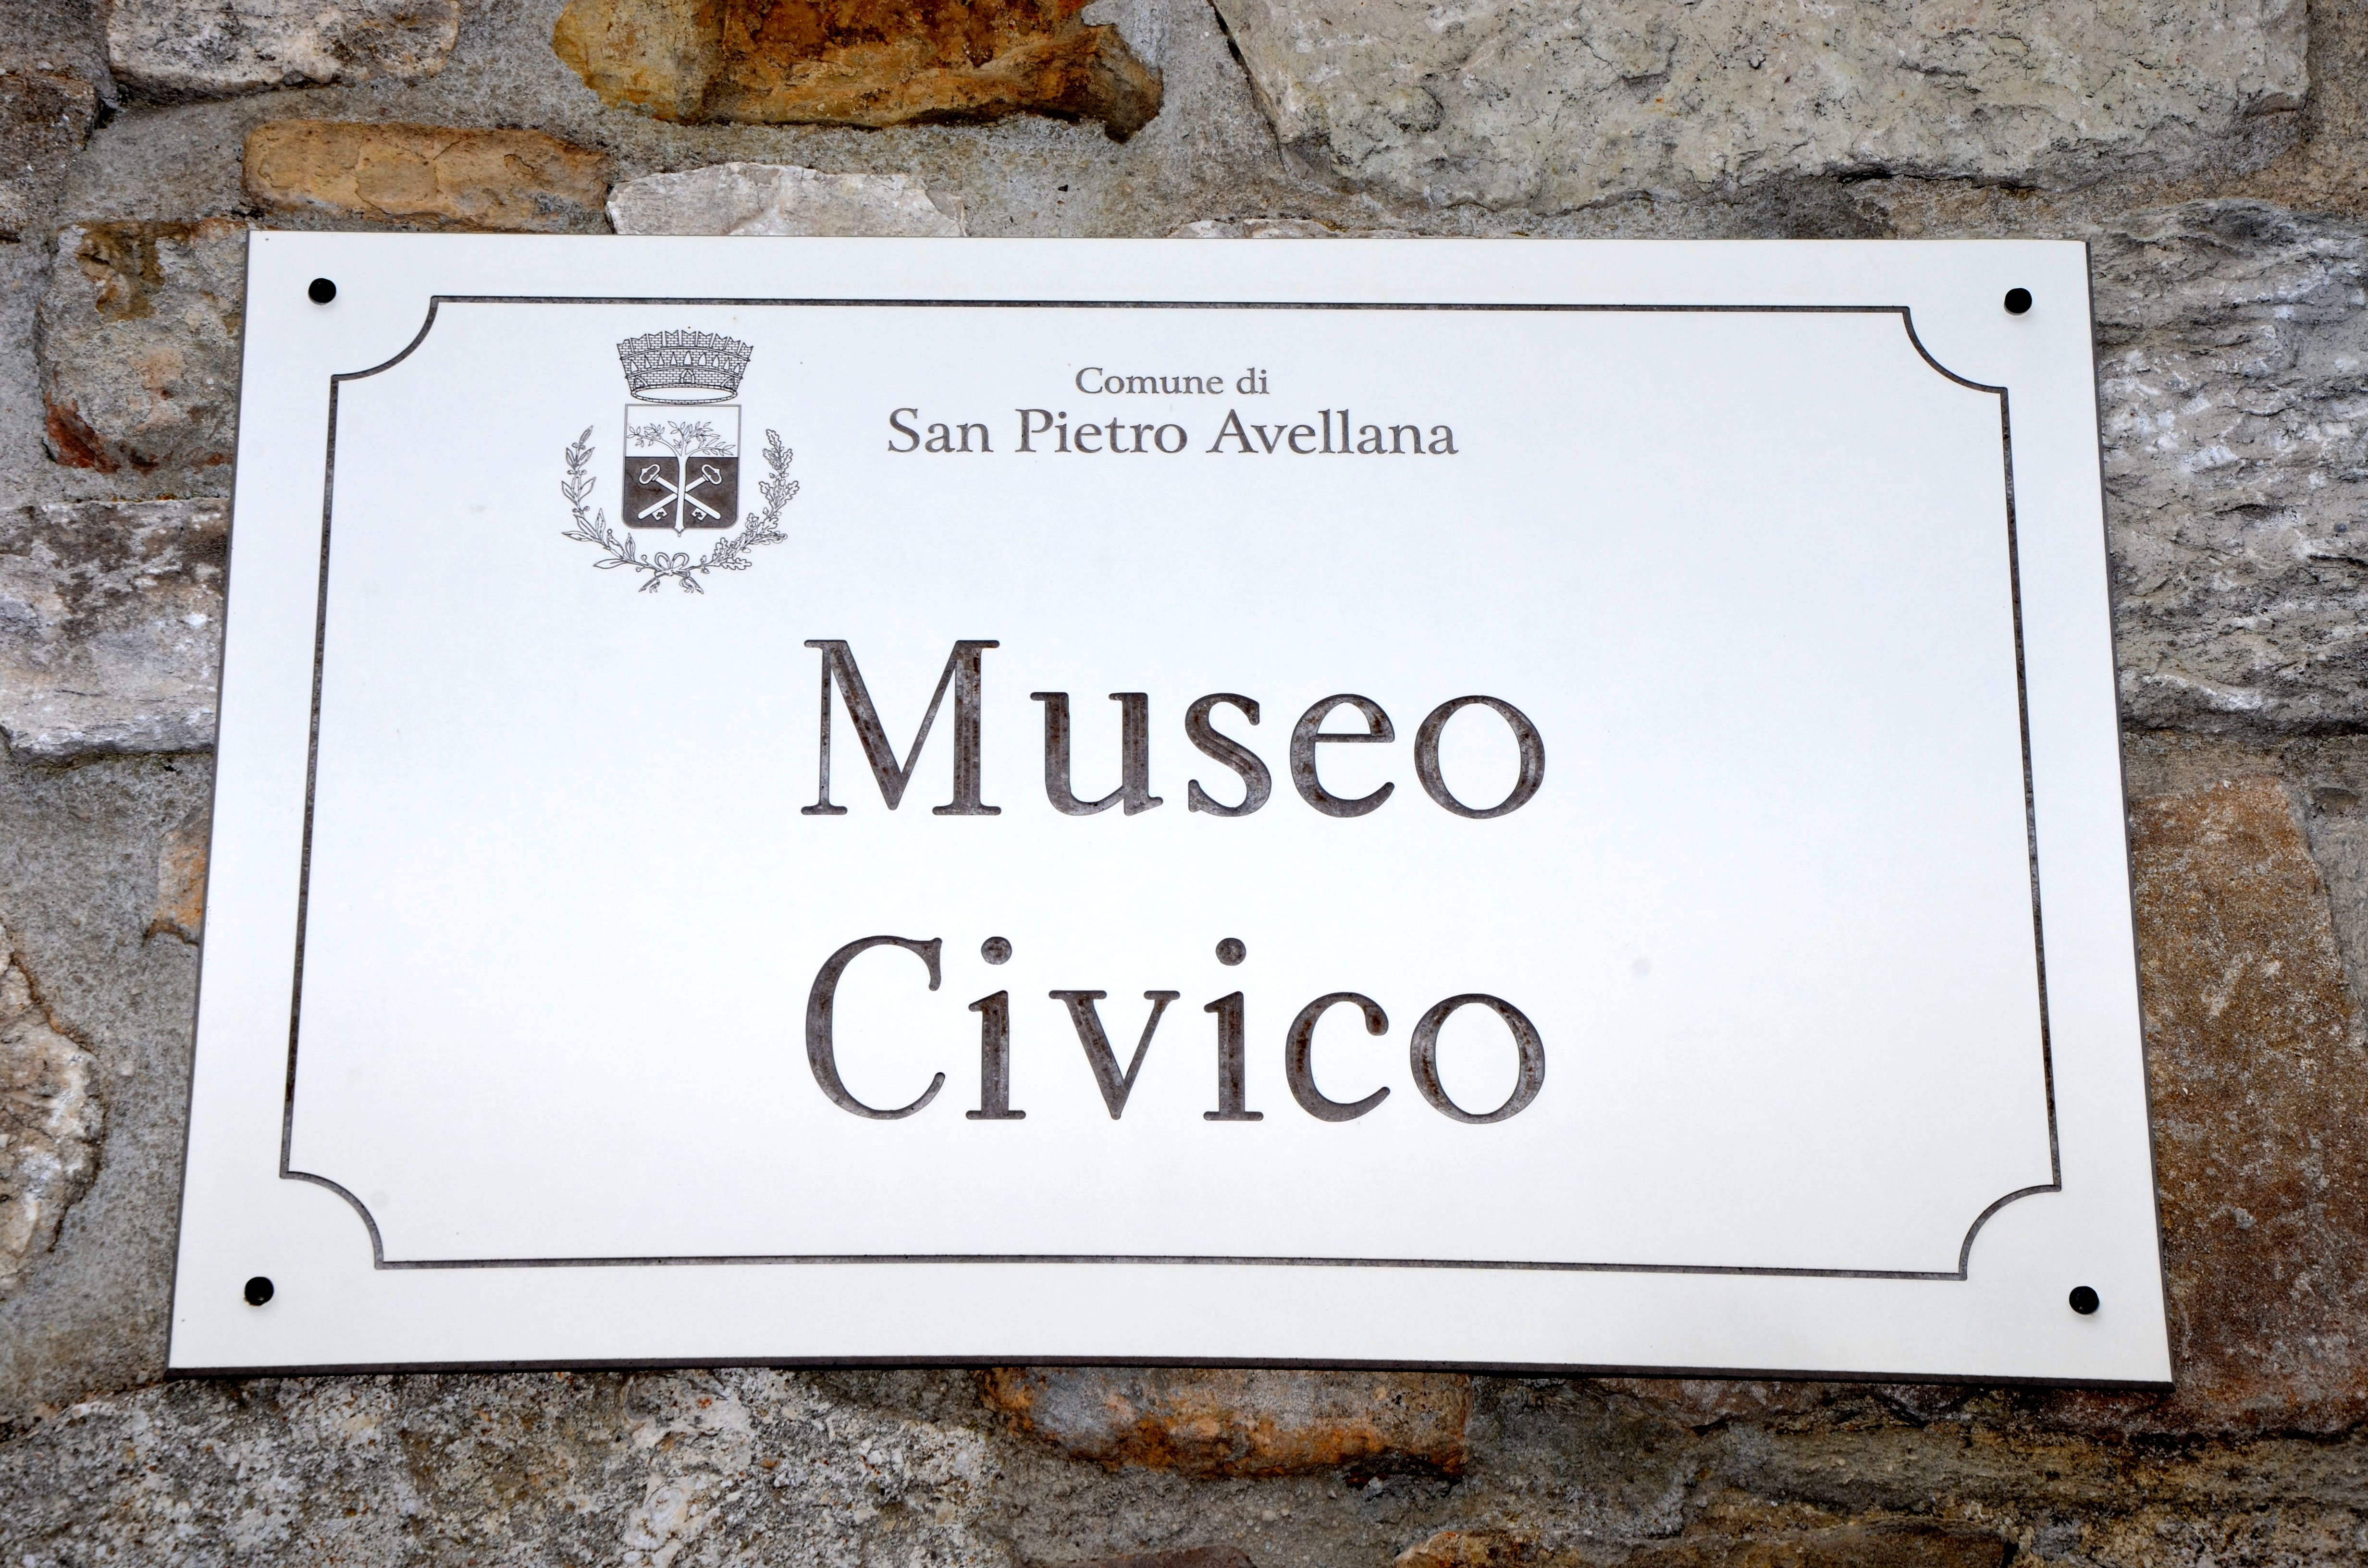 Comune di
San Pietro Avellana
Museo
Civico